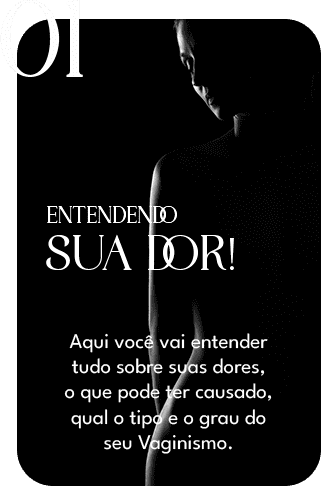 01
ENTENDENDO
SUA DOR!
Aqui você vai entender
tudo sobre suas dores,
o que pode ter causado,
qual o tipo e o grau do
seu Vaginismo.